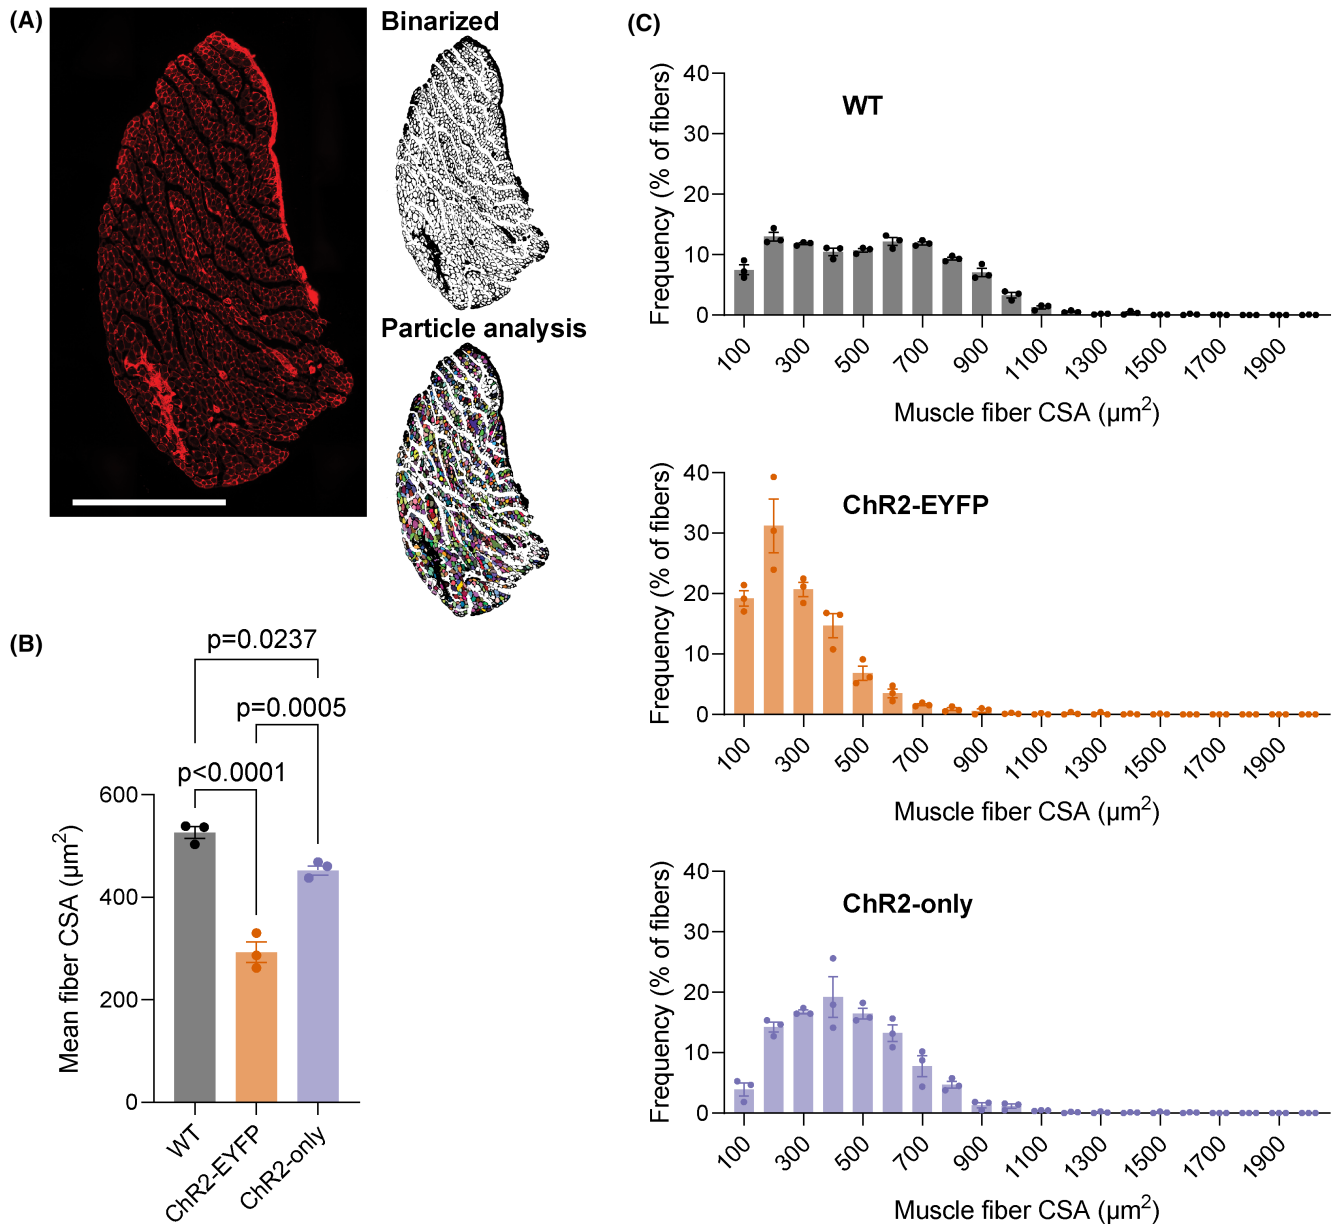 (A)
Binarized
Particle analysis
(B)
p=0.0237
p=0.0005
p<0.0001
600
400
200
0
Mean fiber CSA (µm²)
WT
ChR2-EYFP
ChR2-only
(C)
WT
40
30
20
10
0
Frequency (% of fibers)
100
300
500
700
900
1100
1300
1500
1700
1900
Muscle fiber CSA (µm²)
ChR2-EYFP
40
30
20
10
0
Frequency (% of fibers)
100
300
500
700
900
1100
1300
1500
1700
1900
Muscle fiber CSA (µm²)
ChR2-only
40
30
20
10
0
Frequency (% of fibers)
100
300
500
700
900
1100
1300
1500
1700
1900
Muscle fiber CSA (µm²)